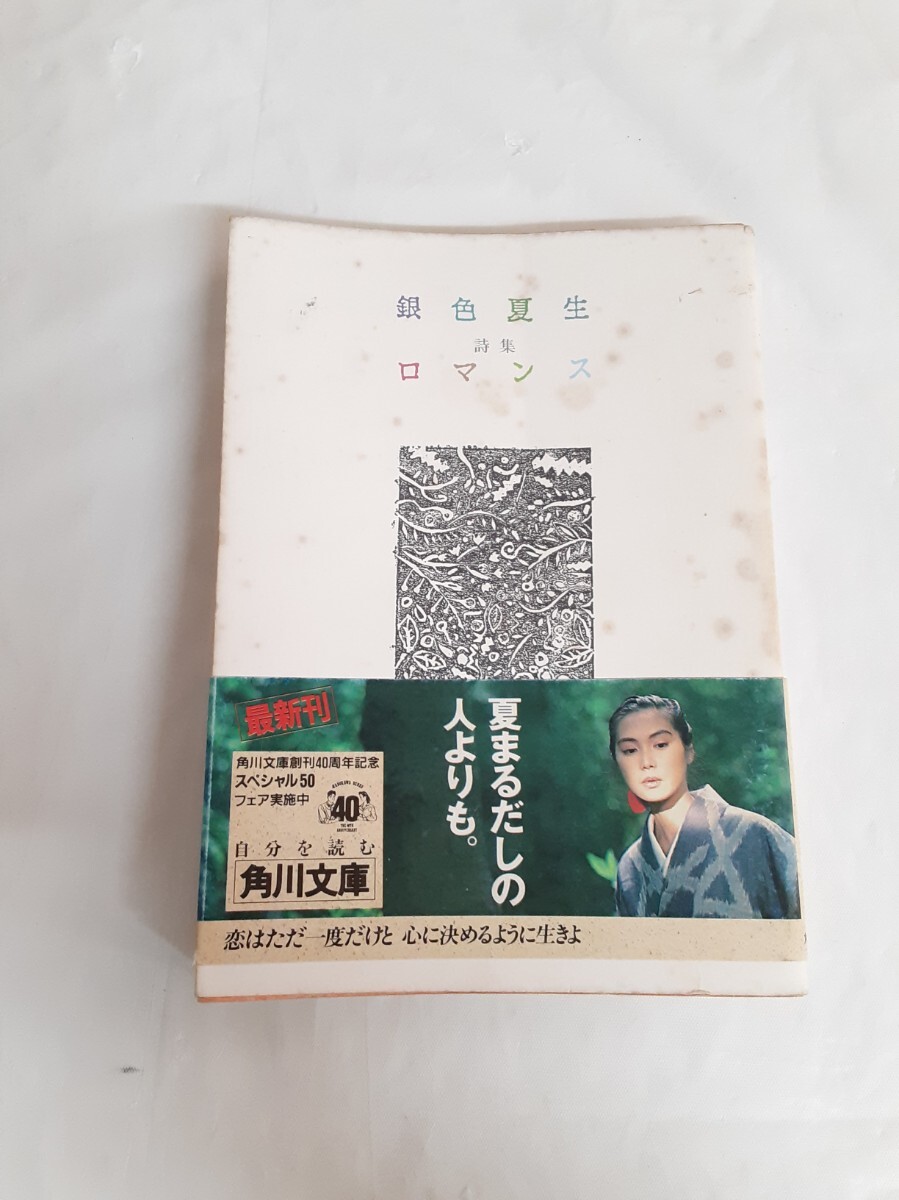 銀色夏生
詩集
ロマンス
最新刊
角川文庫創刊40周年記念
スペシャル50
フェア実施中
40
自分を読む
角川文庫
夏まるだしの
人よりも。
恋はただ一度だけと 心に決めるように生きよ